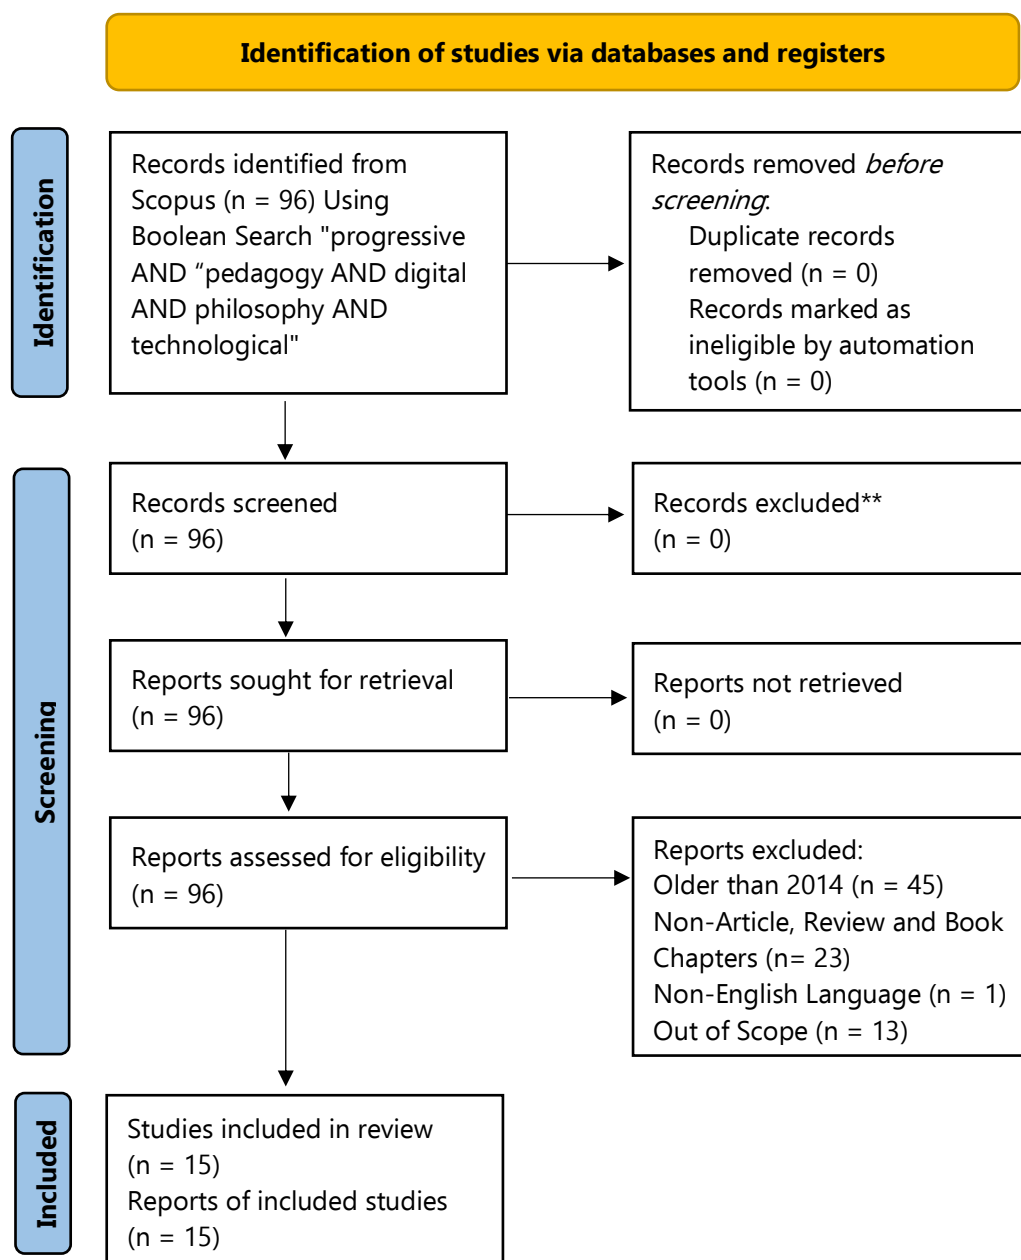 Identification of studies via databases and registers
Identification
Records identified from
Scopus (n = 96) Using
Boolean Search "progressive
AND “pedagogy AND digital
AND philosophy AND
technological"
Records removed before
screening:
Duplicate records
removed (n = 0)
Records marked as
ineligible by automation
tools (n = 0)
Screening
Records screened
(n = 96)
Records excluded**
(n = 0)
Reports sought for retrieval
(n = 96)
Reports not retrieved
(n = 0)
Reports assessed for eligibility
(n = 96)
Reports excluded:
Older than 2014 (n = 45)
Non-Article, Review and Book
Chapters (n= 23)
Non-English Language (n = 1)
Out of Scope (n = 13)
Included
Studies included in review
(n = 15)
Reports of included studies
(n = 15)